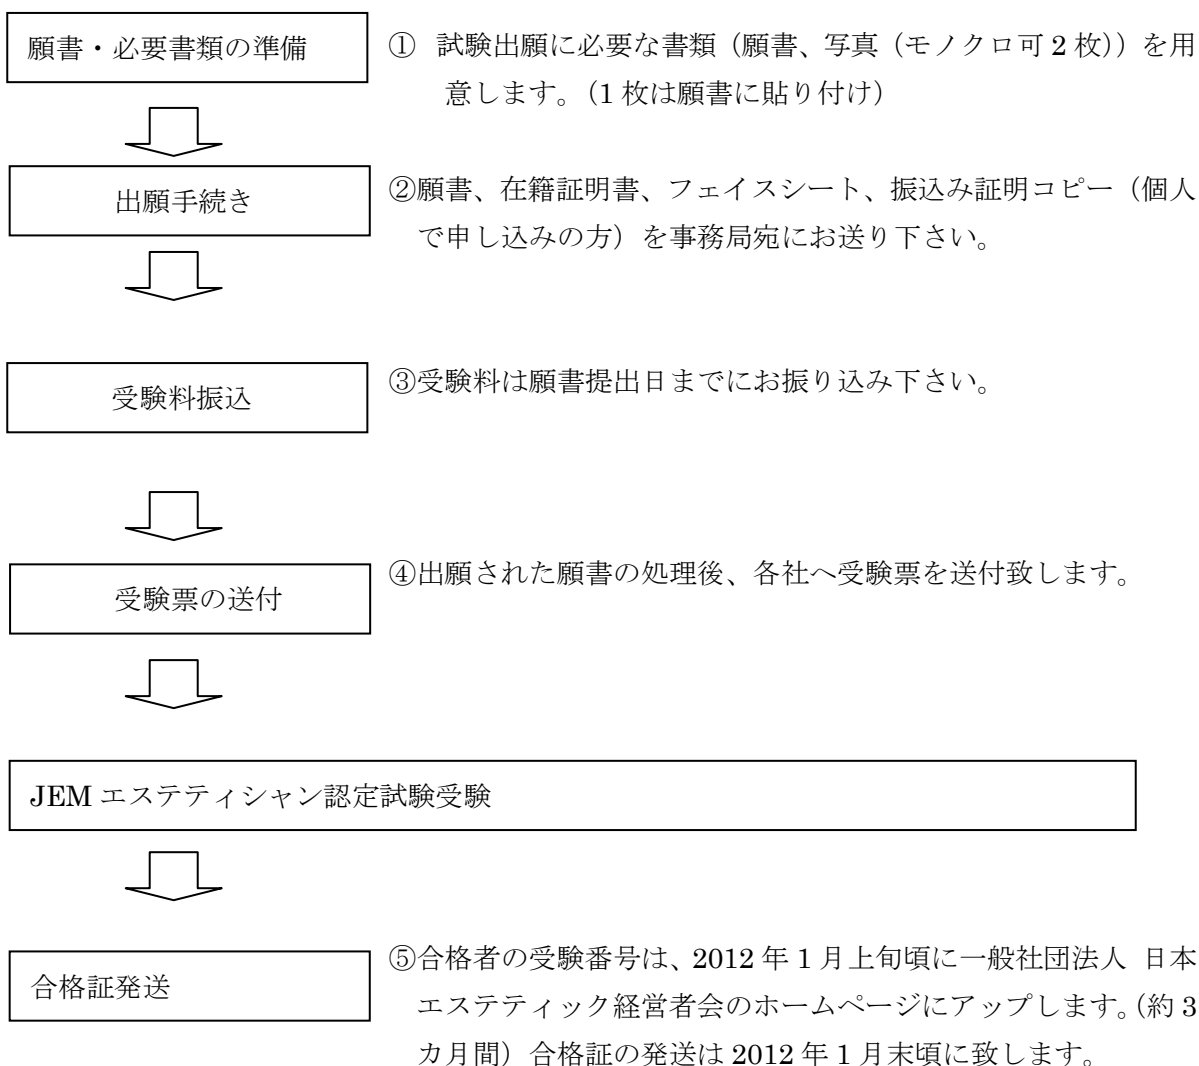 願書・必要書類の準備
① 試験出願に必要な書類（願書、写真（モノクロ可 2 枚））を用
意します。（1 枚は願書に貼り付け）
出願手続き
②願書、在籍証明書、フェイスシート、振込み証明コピー（個人
で申し込みの方）を事務局宛にお送り下さい。
受験料振込
③受験料は願書提出日までにお振り込み下さい。
受験票の送付
④出願された願書の処理後、各社へ受験票を送付致します。
JEM エステティシャン認定試験受験
合格証発送
⑤合格者の受験番号は、2012 年 1 月上旬頃に一般社団法人 日本
エステティック経営者会のホームページにアップします。（約 3
カ月間）合格証の発送は 2012 年 1 月末頃に致します。